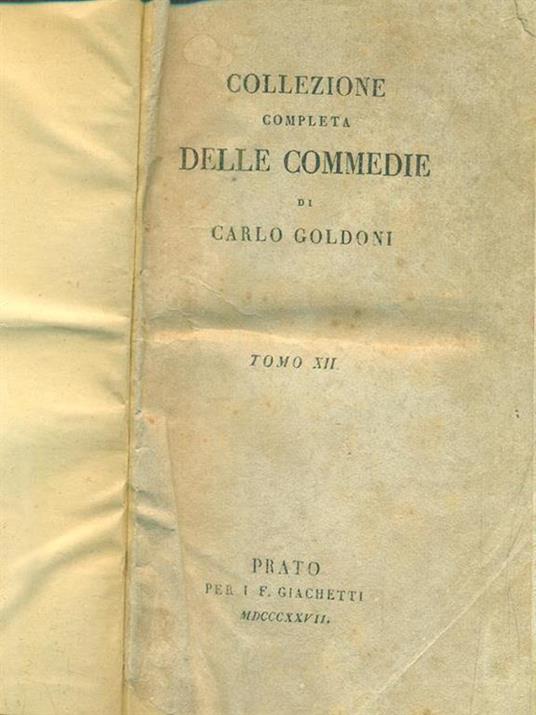 COLLEZIONE
COMPLETA
DELLE COMMEDIE
DI
CARLO GOLDONI
TOMO XII.
PRATO
PER I F. GIACHETTI
MDCCCXXVII.